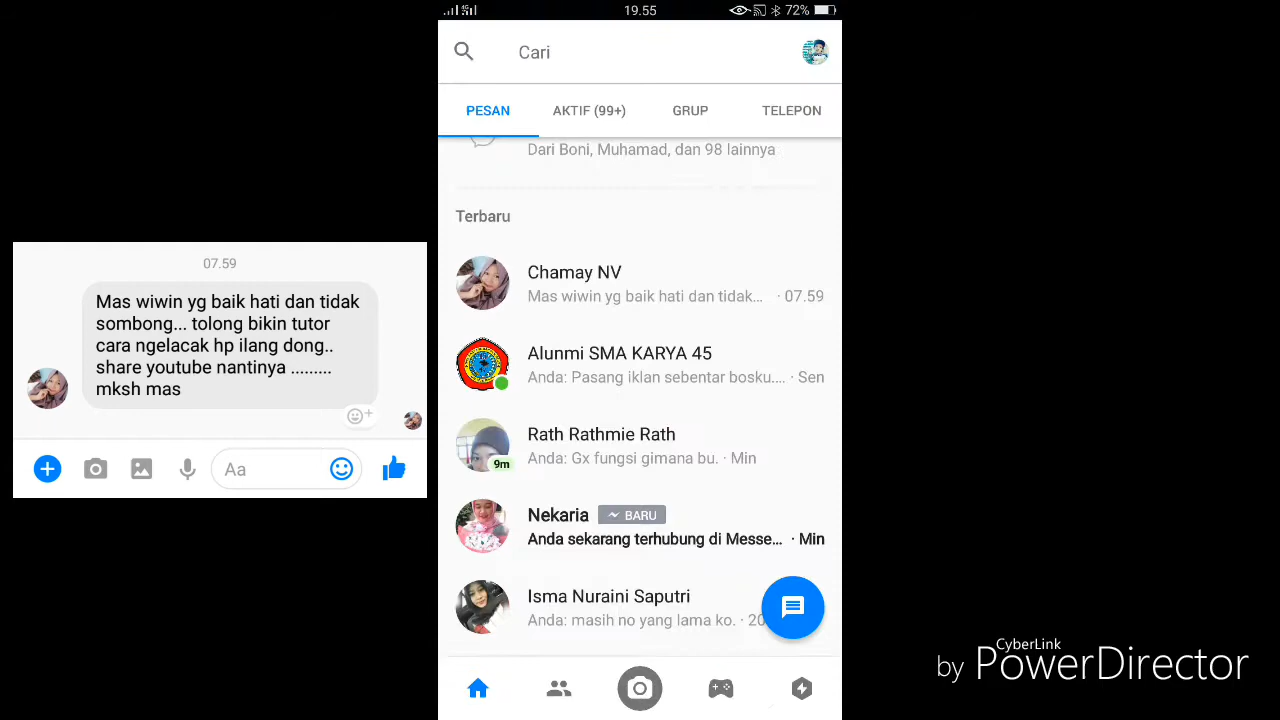 07.59
Mas wiwin yg baik hati dan tidak
sombong... tolong bikin tutor
cara ngelacak hp ilang dong..
share youtube nantinya .........
mksh mas
Aa
19.55
72%
Cari
PESAN
AKTIF (99+)
GRUP
TELEPON
Dari Boni, Muhamad, dan 98 lainnya
Terbaru
Chamay NV
Mas wiwin yg baik hati dan tidak... · 07.59
Alunmi SMA KARYA 45
Anda: Pasang iklan sebentar bosku.... · Sen
Rath Rathmie Rath
Anda: Gx fungsi gimana bu. · Min
9m
Nekaria BARU
Anda sekarang terhubung di Messe... · Min
Isma Nuraini Saputri
Anda: masih no yang lama ko. · 20
by CyberLink
PowerDirector